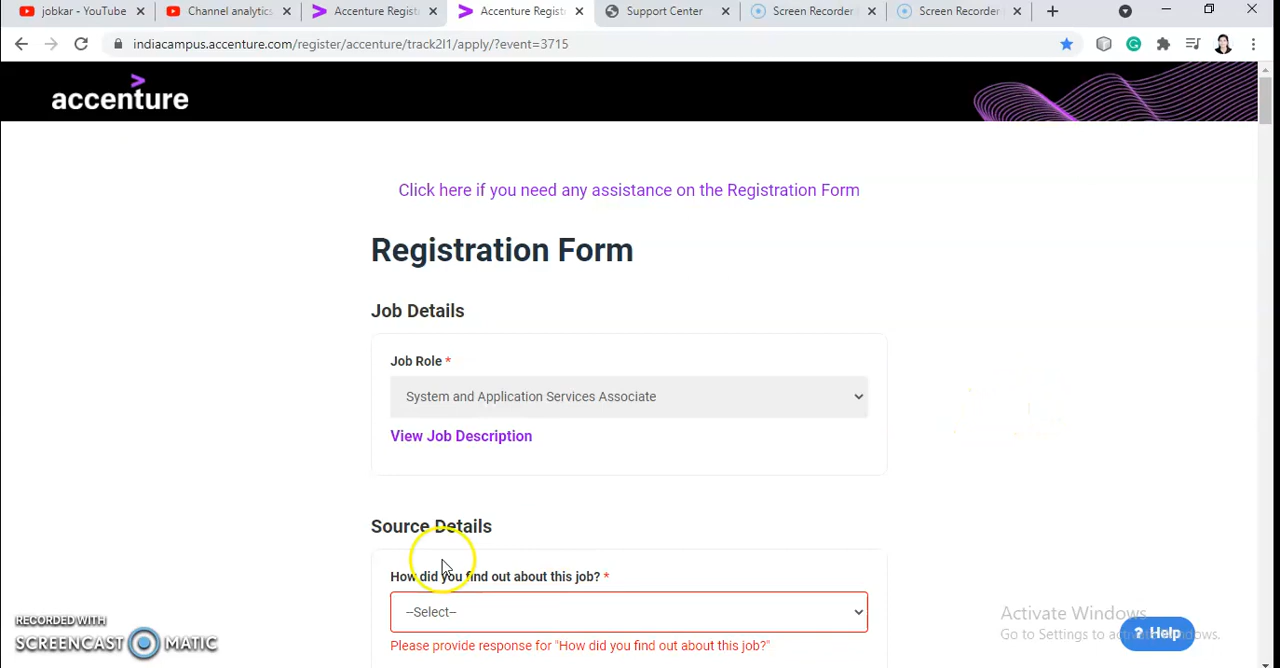 jobkar - YouTube
Channel analytics
Accenture Regist
Accenture Regist
Support Center
Screen Recorder
Screen Recorder
indiacampus.accenture.com/register/accenture/track2l1/apply/?event=3715
accenture
Click here if you need any assistance on the Registration Form
Registration Form
Job Details
Job Role *
System and Application Services Associate
View Job Description
Source Details
How did you find out about this job? *
--Select--
Please provide response for "How did you find out about this job?"
Activate Windows
Go to Settings to activate Windows.
? Help
RECORDED WITH
SCREENCAST MATIC